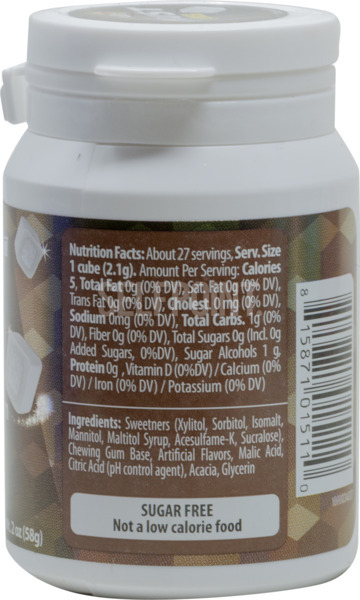 Nutrition Facts: About 27 servings, Serv. Size
1 cube (2.1g). Amount Per Serving: Calories
5, Total Fat 0g (0% DV), Sat. Fat 0g (0% DV),
Trans Fat 0g (0% DV), Cholest. 0 mg (0% DV),
Sodium 0mg (0% DV), Total Carbs. 1g (0%
DV), Fiber 0g (0% DV), Total Sugars 0g (Incl. 0g
Added Sugars, 0%DV), Sugar Alcohols 1 g,
Protein 0g , Vitamin D (0%DV) / Calcium (0%
DV) / Iron (0% DV) / Potassium (0% DV)
Ingredients: Sweetners (Xylitol, Sorbitol, Isomalt,
Mannitol, Maltitol Syrup, Acesulfame-K, Sucralose),
Chewing Gum Base, Artificial Flavors, Malic Acid,
Citric Acid (pH control agent), Acacia, Glycerin
SUGAR FREE
Not a low calorie food
2 oz (58g)
8 15871 01511 0